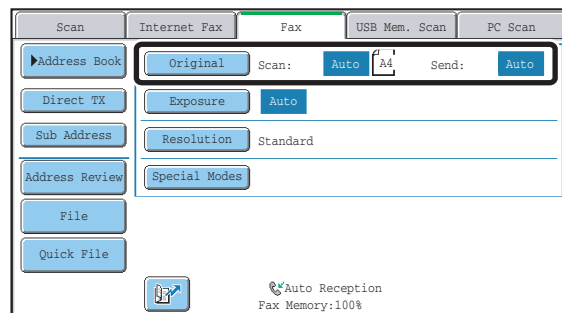 Scan Internet Fax Fax USB Mem. Scan PC Scan
Address Book Original Scan: Auto A4 Send: Auto
Direct TX Exposure Auto
Sub Address Resolution Standard
Address Review Special Modes
File
Quick File
Auto Reception
Fax Memory:100%